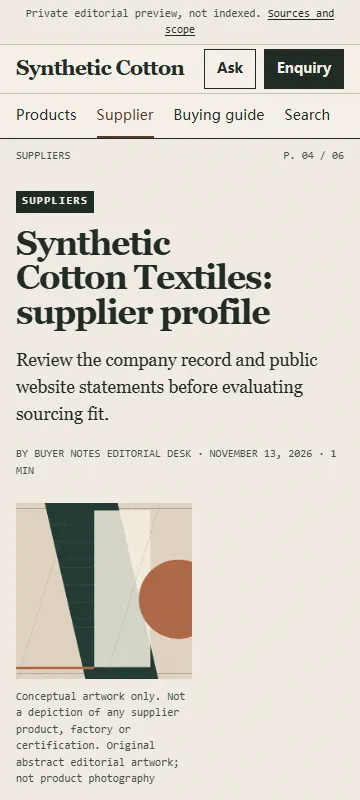 Private editorial preview, not indexed. Sources and
scope
Synthetic Cotton
Ask
Enquiry
Products
Supplier
Buying guide
Search
SUPPLIERS
P. 04 / 06
SUPPLIERS
Synthetic
Cotton Textiles:
supplier profile
Review the company record and public
website statements before evaluating
sourcing fit.
BY BUYER NOTES EDITORIAL DESK · NOVEMBER 13, 2026 · 1
MIN
Conceptual artwork only. Not
a depiction of any supplier
product, factory or
certification. Original
abstract editorial artwork;
not product photography